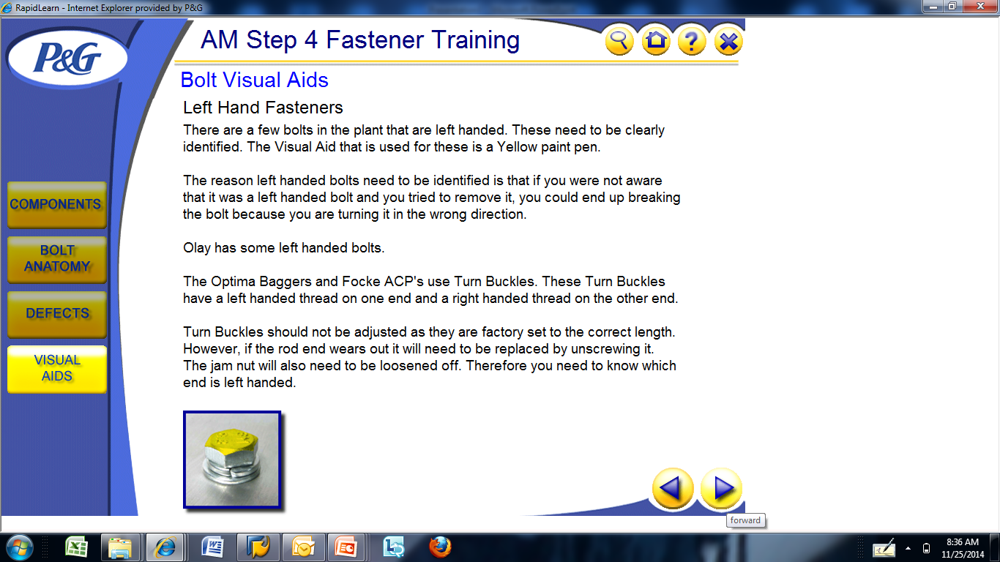 RapidLearn - Internet Explorer provided by P&G
P&G
AM Step 4 Fastener Training
?
Bolt Visual Aids
Left Hand Fasteners
There are a few bolts in the plant that are left handed. These need to be clearly
identified. The Visual Aid that is used for these is a Yellow paint pen.
The reason left handed bolts need to be identified is that if you were not aware
that it was a left handed bolt and you tried to remove it, you could end up breaking
the bolt because you are turning it in the wrong direction.
Olay has some left handed bolts.
The Optima Baggers and Focke ACP's use Turn Buckles. These Turn Buckles
have a left handed thread on one end and a right handed thread on the other end.
Turn Buckles should not be adjusted as they are factory set to the correct length.
However, if the rod end wears out it will need to be replaced by unscrewing it.
The jam nut will also need to be loosened off. Therefore you need to know which
end is left handed.
COMPONENTS
BOLT
ANATOMY
DEFECTS
VISUAL
AIDS
forward
8:36 AM
11/25/2014